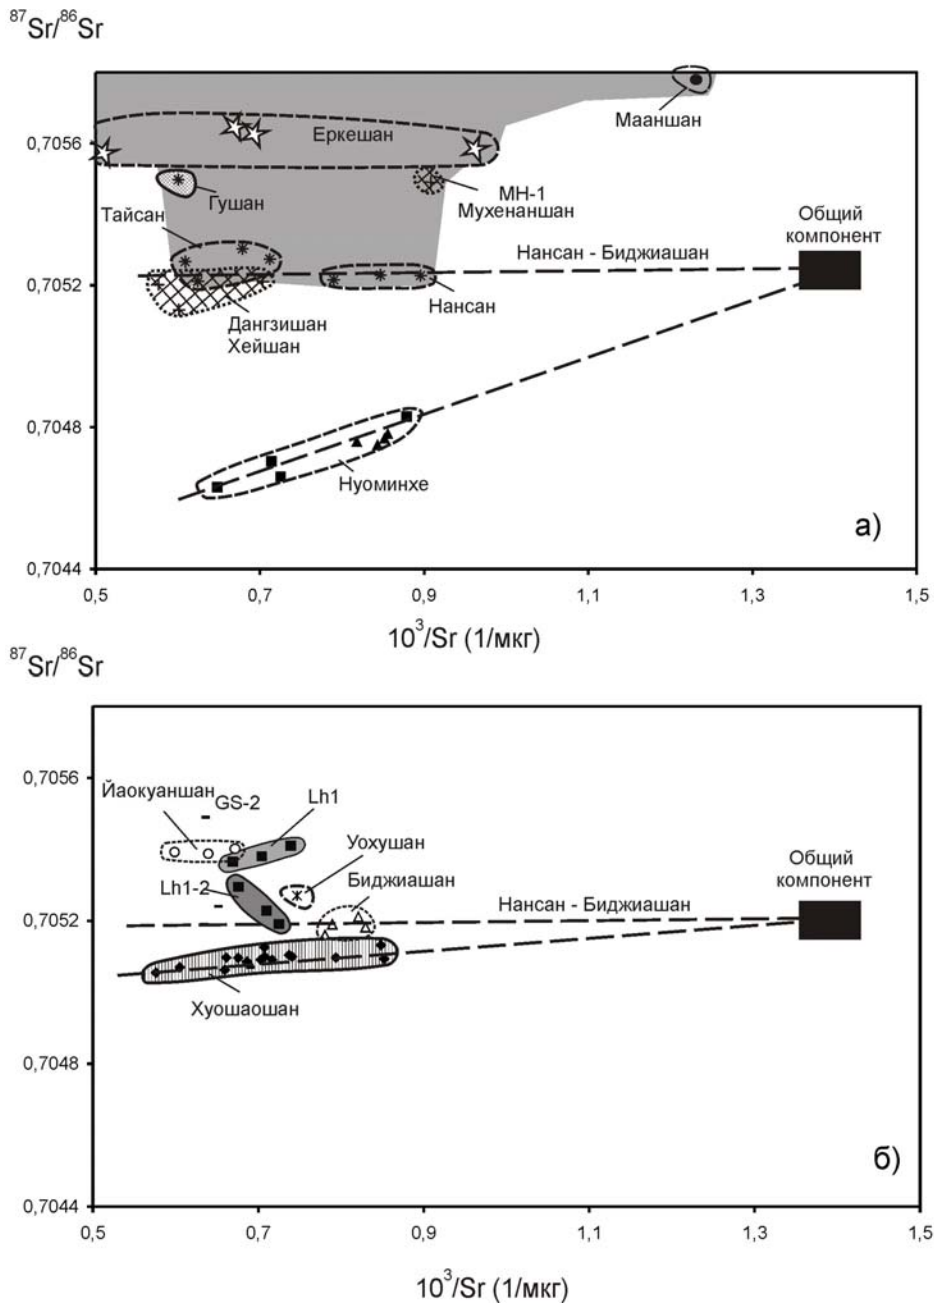 ⁸⁷Sr/⁸⁶Sr
0,7056
0,7052
0,7048
0,7044
Маaншан
Еркешан
МН-1
Мухенаншан
Гушан
Тайсан
Общий
компонент
Нансан - Биджиашан
Нансан
Дангзишан
Хейшан
Нуоминхе
а)
0,5
0,7
0,9
1,1
1,3
1,5
10³/Sr (1/мкг)
⁸⁷Sr/⁸⁶Sr
0,7056
0,7052
0,7048
0,7044
Йаокуаншан
GS-2
Lh1
Уохушан
Биджиашан
Lh1-2
Общий
компонент
Нансан - Биджиашан
Хуошаошан
б)
0,5
0,7
0,9
1,1
1,3
1,5
10³/Sr (1/мкг)